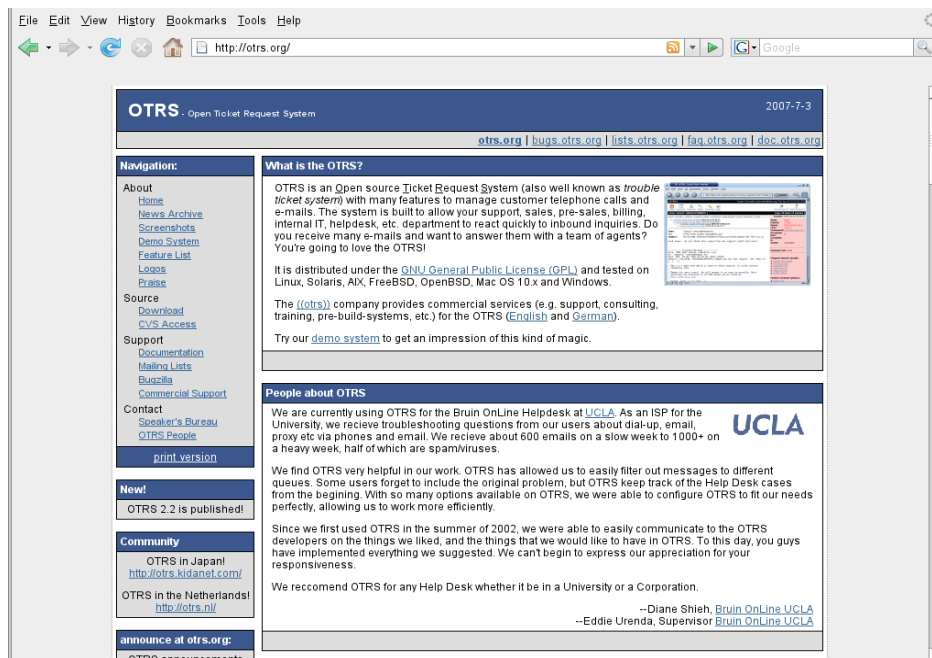 File Edit View History Bookmarks Tools Help
http://otrs.org/
G Google
OTRS - Open Ticket Request System
2007-7-3
otrs.org | bugs.otrs.org | lists.otrs.org | faq.otrs.org | doc.otrs.org
Navigation:
About
Home
News Archive
Screenshots
Demo System
Feature List
Logos
Praise
Source
Download
CVS Access
Support
Documentation
Mailing Lists
Bugzilla
Commercial Support
Contact
Speaker's Bureau
OTRS People
print version
New!
OTRS 2.2 is published!
Community
OTRS in Japan!
http://otrs.kidanet.com/
OTRS in the Netherlands!
http://otrs.nl/
announce at otrs.org:
OTRS announcements
What is the OTRS?
OTRS is an Open source Ticket Request System (also well known as trouble
ticket system) with many features to manage customer telephone calls and
e-mails. The system is built to allow your support, sales, pre-sales, billing,
internal IT, helpdesk, etc. department to react quickly to inbound inquiries. Do
you receive many e-mails and want to answer them with a team of agents?
You're going to love the OTRS!
It is distributed under the GNU General Public License (GPL) and tested on
Linux, Solaris, AIX, FreeBSD, OpenBSD, Mac OS 10.x and Windows.
The ((otrs)) company provides commercial services (e.g. support, consulting,
training, pre-build-systems, etc.) for the OTRS (English and German).
Try our demo system to get an impression of this kind of magic.
People about OTRS
We are currently using OTRS for the Bruin OnLine Helpdesk at UCLA. As an ISP for the
University, we recieve troubleshooting questions from our users about dial-up, email,
proxy etc via phones and email. We recieve about 600 emails on a slow week to 1000+ on
a heavy week, half of which are spam/viruses.
UCLA
We find OTRS very helpful in our work. OTRS has allowed us to easily filter out messages to different
queues. Some users forget to include the original problem, but OTRS keep track of the Help Desk cases
from the begining. With so many options available on OTRS, we were able to configure OTRS to fit our needs
perfectly, allowing us to work more efficiently.
Since we first used OTRS in the summer of 2002, we were able to easily communicate to the OTRS
developers on the things we liked, and the things that we would like to have in OTRS. To this day, you guys
have implemented everything we suggested. We can't begin to express our appreciation for your
responsiveness.
We reccomend OTRS for any Help Desk whether it be in a University or a Corporation.
--Diane Shieh, Bruin OnLine UCLA
--Eddie Urenda, Supervisor Bruin OnLine UCLA